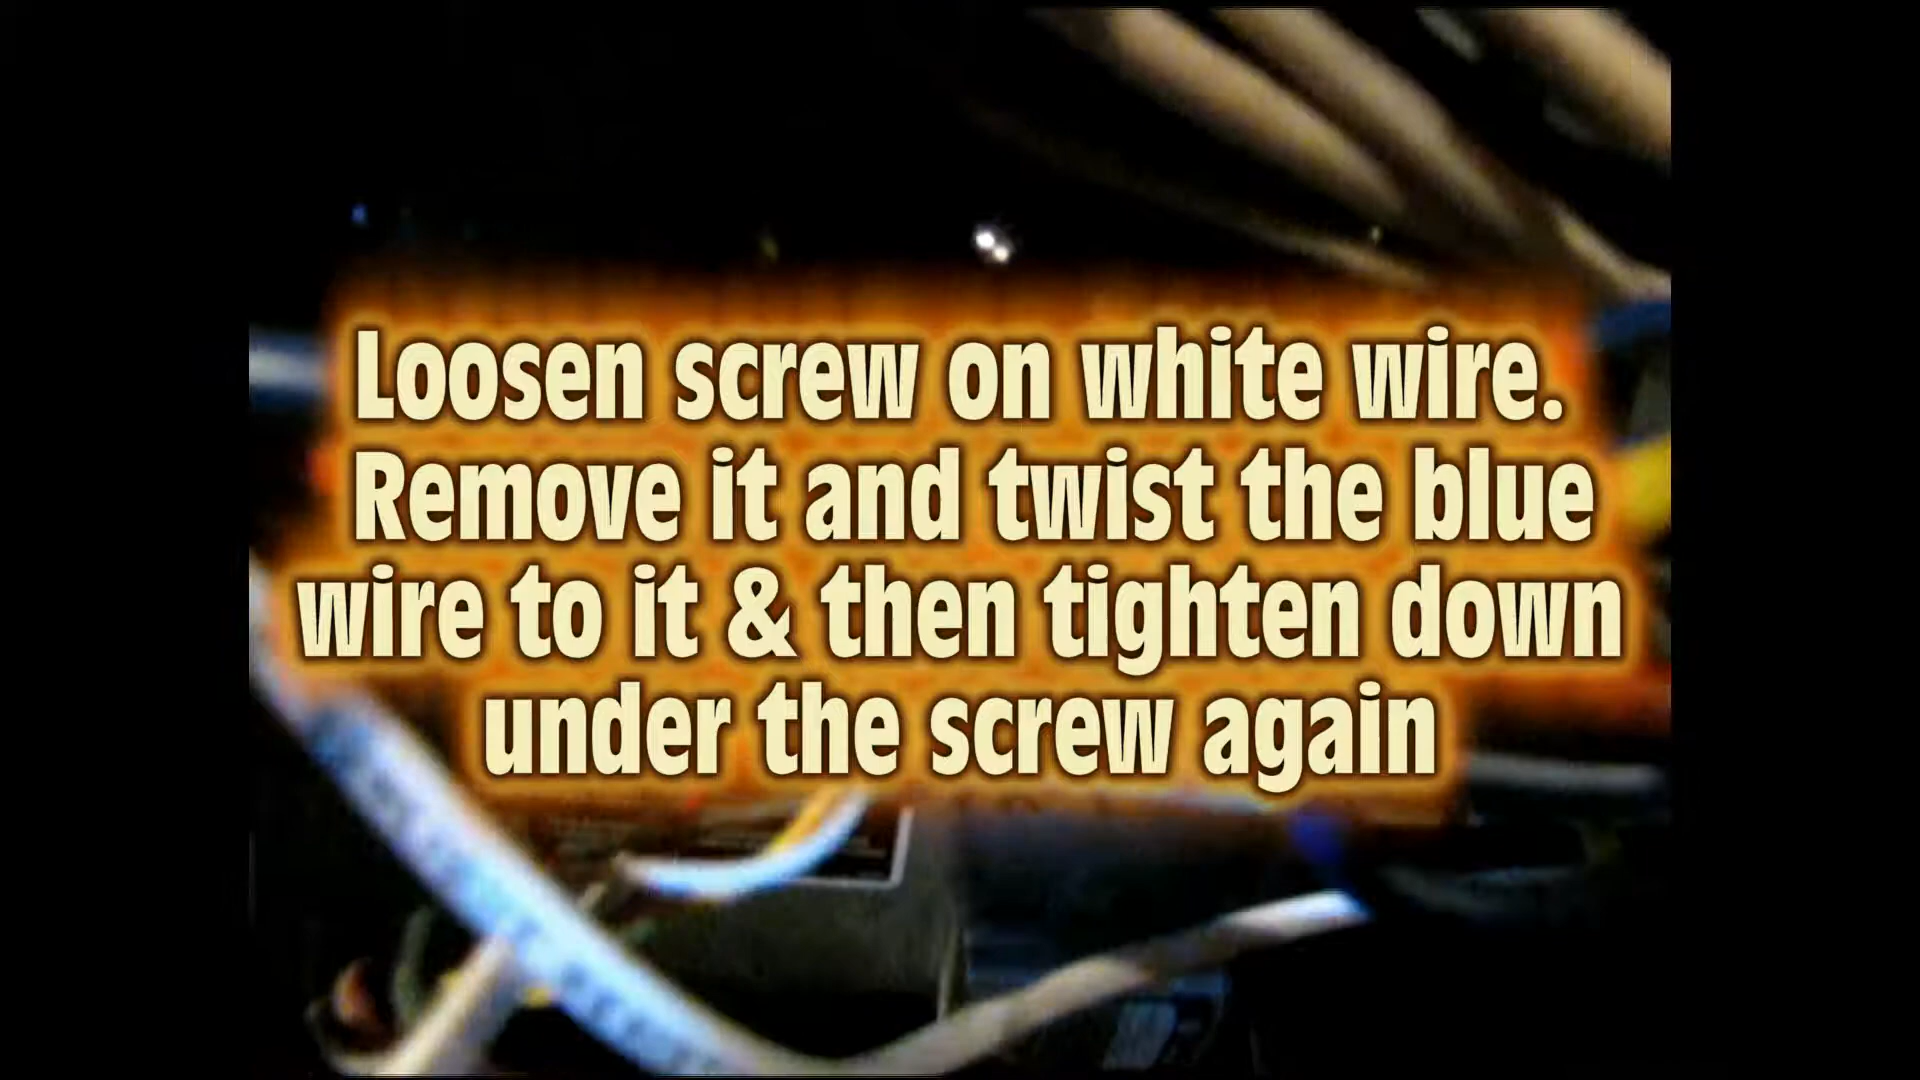 Loosen screw on white wire.
Remove it and twist the blue
wire to it & then tighten down
under the screw again